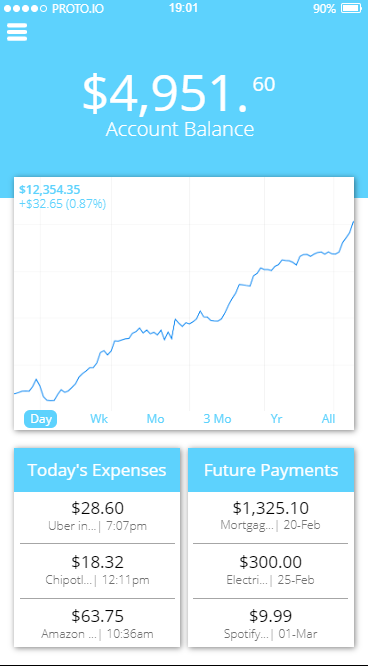 PROTO.IO 19:01 90%
$4,951.60
Account Balance
$12,354.35
+$32.65 (0.87%)
Day Wk Mo 3 Mo Yr All
Today's Expenses
$28.60
Uber in...| 7:07pm
$18.32
Chipotl...| 12:11pm
$63.75
Amazon ...| 10:36am
Future Payments
$1,325.10
Mortgag...| 20-Feb
$300.00
Electri...| 25-Feb
$9.99
Spotify...| 01-Mar